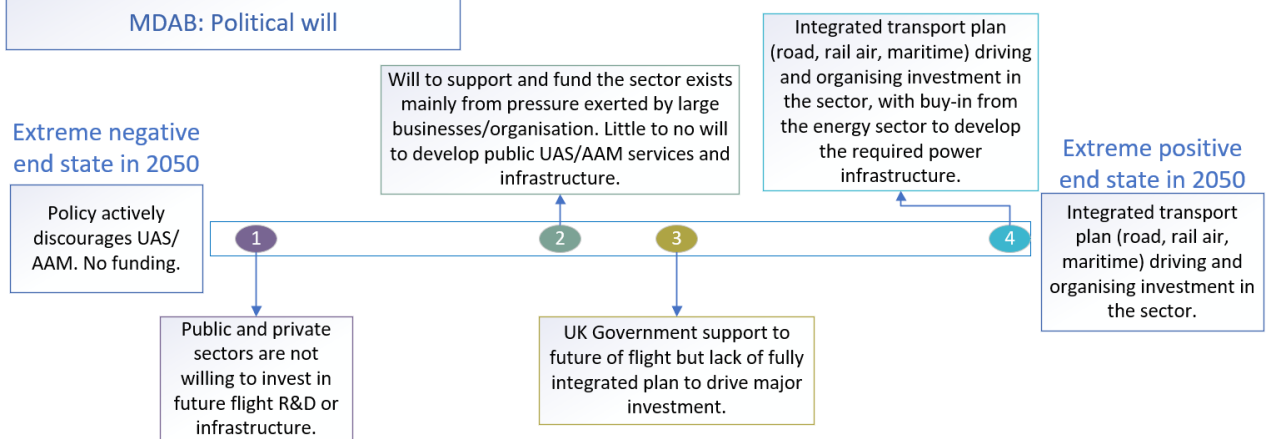 MDAB: Political will
Extreme negative
end state in 2050
Policy actively
discourages UAS/
AAM. No funding.
1
Public and private
sectors are not
willing to invest in
future flight R&D or
infrastructure.
Will to support and fund the sector exists
mainly from pressure exerted by large
businesses/organisation. Little to no will
to develop public UAS/AAM services and
infrastructure.
2
3
UK Government support to
future of flight but lack of fully
integrated plan to drive major
investment.
Integrated transport plan
(road, rail air, maritime) driving
and organising investment in
the sector, with buy-in from
the energy sector to develop
the required power
infrastructure.
4
Extreme positive
end state in 2050
Integrated transport
plan (road, rail air,
maritime) driving and
organising investment in
the sector.